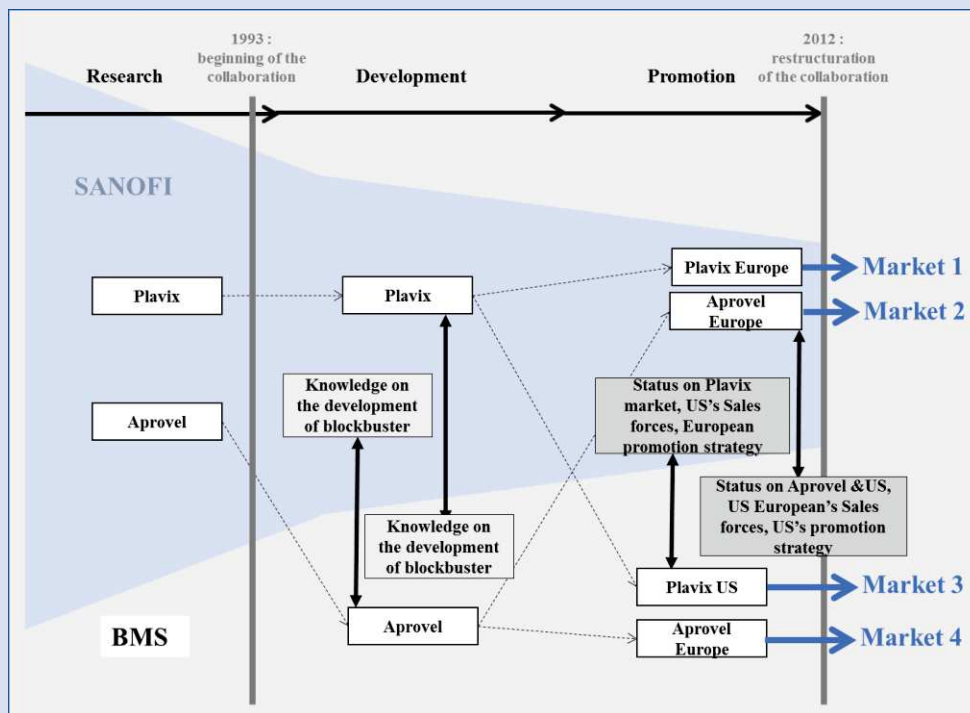 1993 :
beginning of the
collaboration
2012 :
restructuration
of the collaboration
Research
Development
Promotion
SANOFI
Plavix
Plavix
Plavix Europe
Market 1
Aprovel
Europe
Market 2
Knowledge on
the development
of blockbuster
Status on Plavix
market, US's Sales
forces, European
promotion strategy
Aprovel
Status on Aprovel &US,
US European's Sales
forces, US's promotion
strategy
Knowledge on
the development
of blockbuster
Plavix US
Market 3
BMS
Aprovel
Aprovel
Europe
Market 4